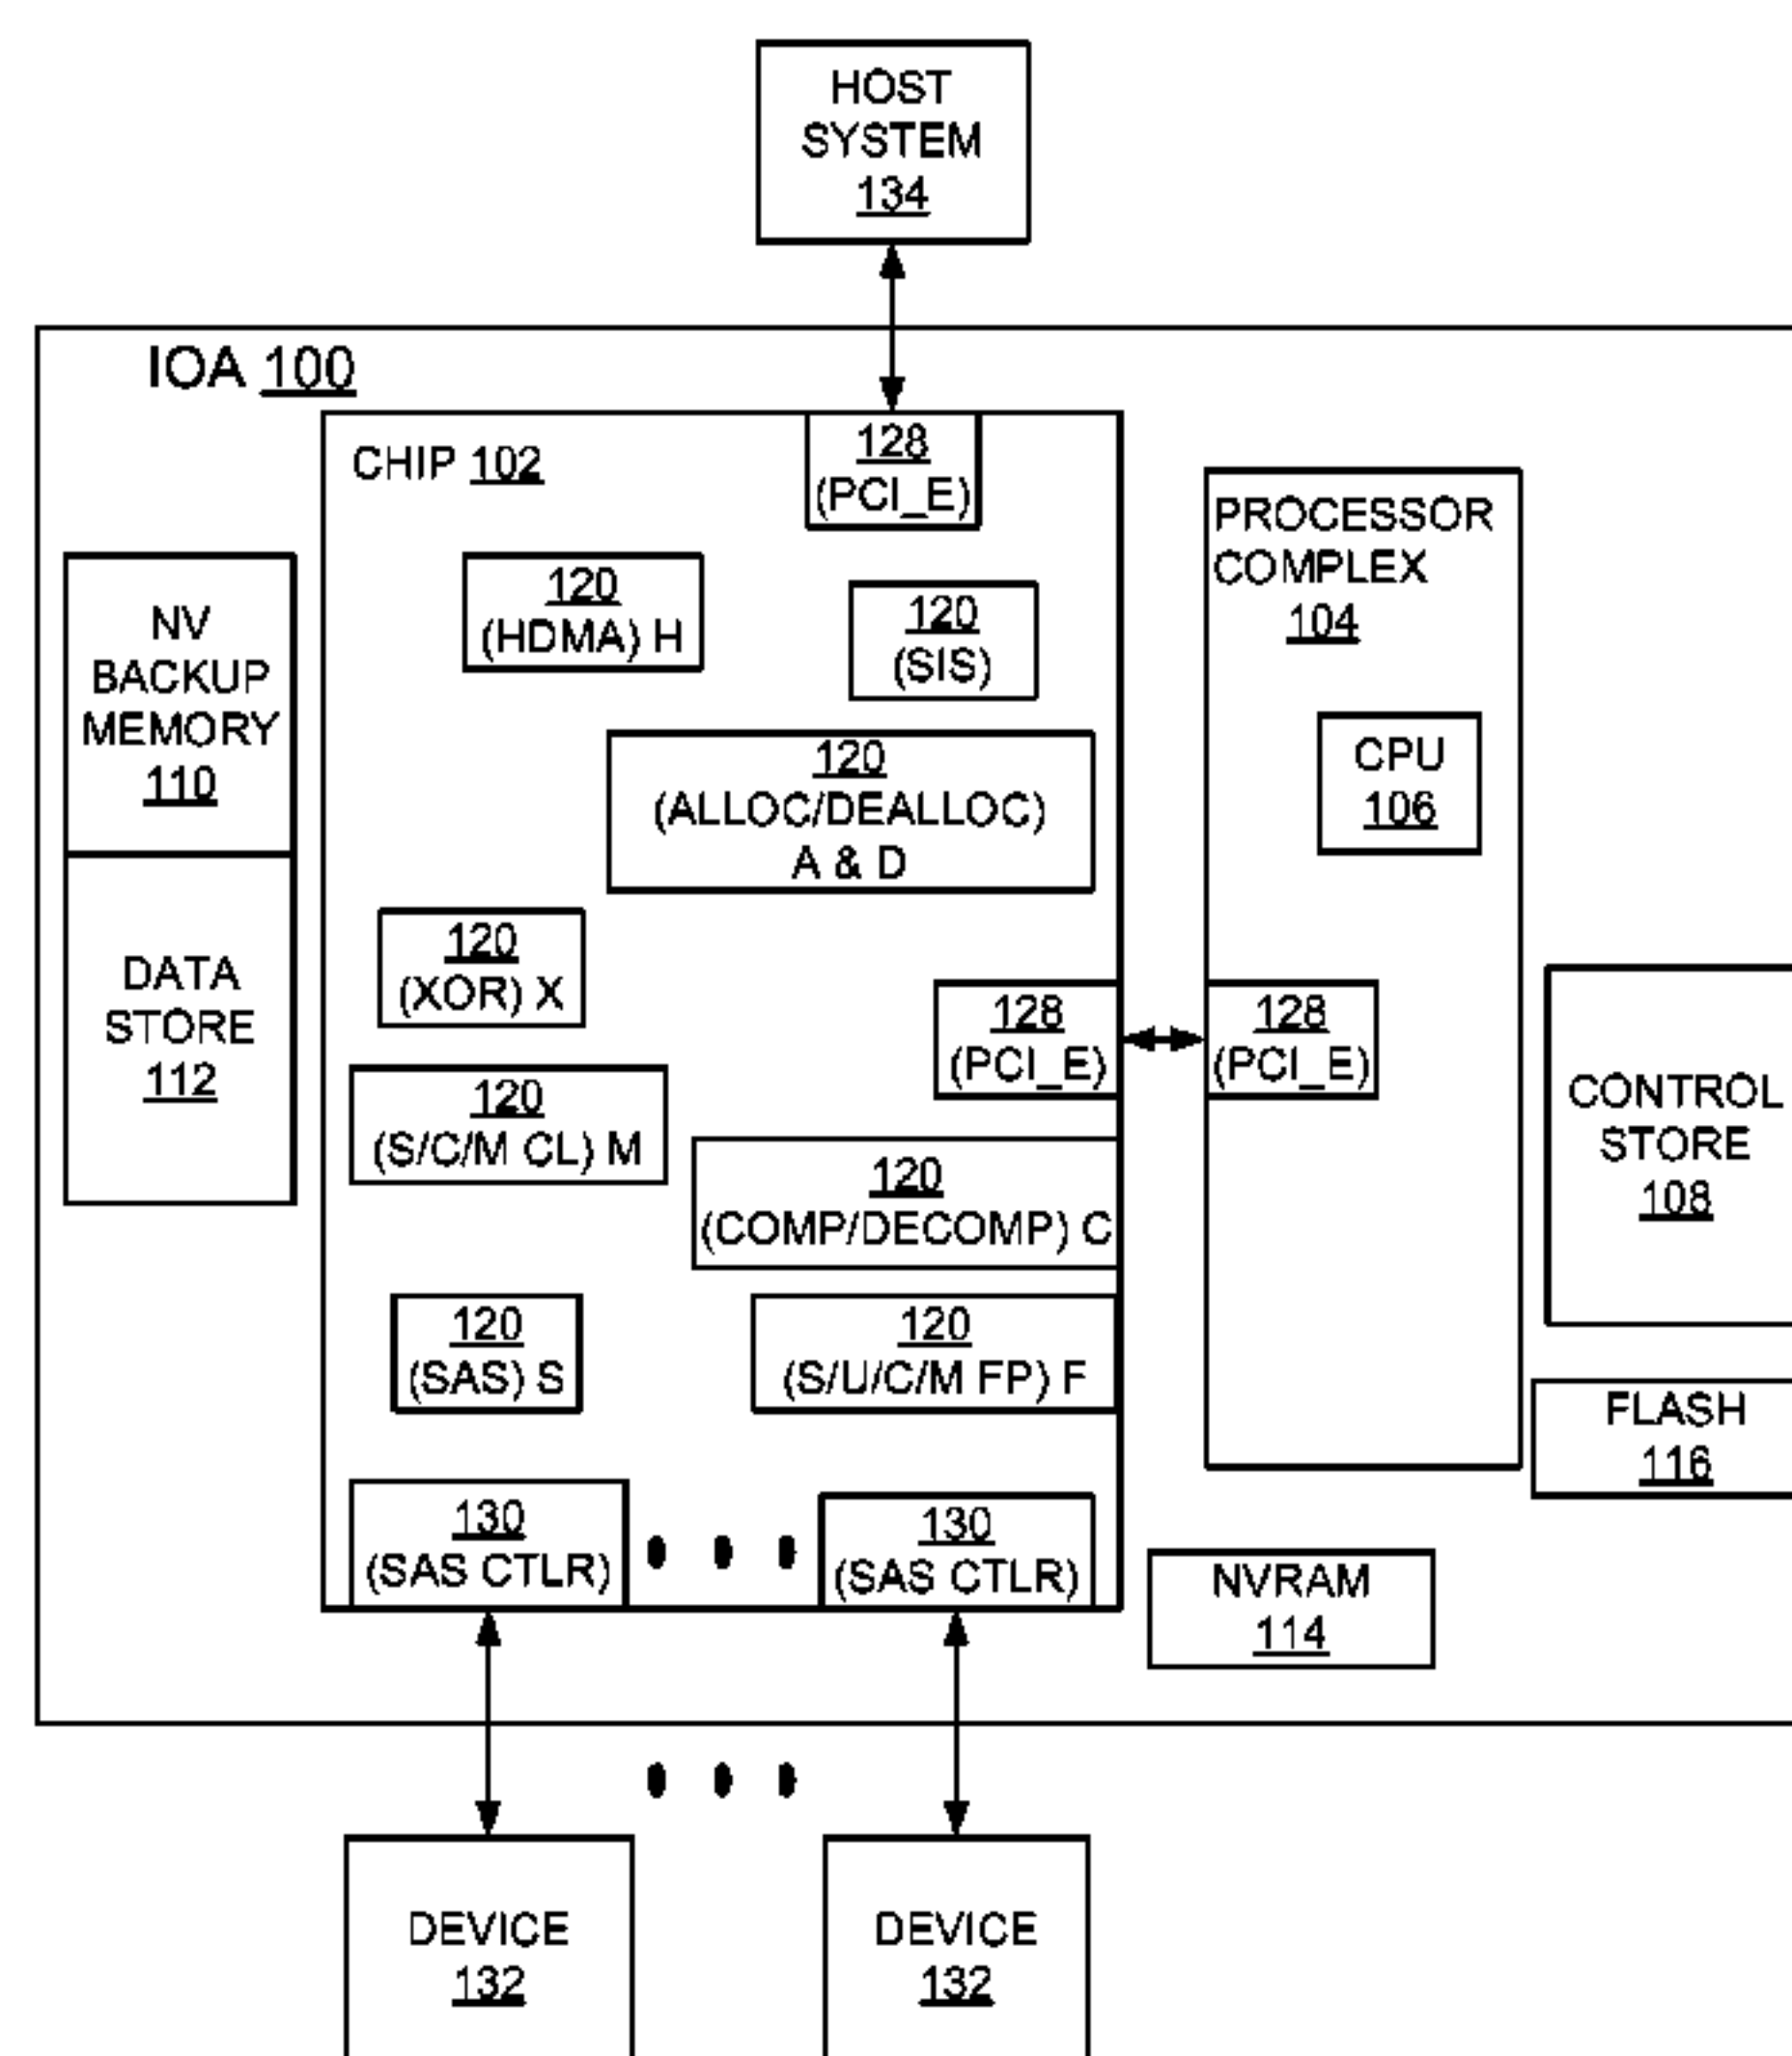 HOST
SYSTEM
134
IOA 100
CHIP 102
128
(PCI_E)
PROCESSOR
COMPLEX
104
120
(HDMA) H
120
(SIS)
NV
BACKUP
MEMORY
110
CPU
106
120
(ALLOC/DEALLOC)
A & D
120
(XOR) X
DATA
STORE
112
128
(PCI_E)
128
(PCI_E)
CONTROL
STORE
108
120
(S/C/M CL) M
120
(COMP/DECOMP) C
120
(SAS) S
120
(S/U/C/M FP) F
FLASH
116
130
(SAS CTLR)
130
(SAS CTLR)
NVRAM
114
DEVICE
132
DEVICE
132